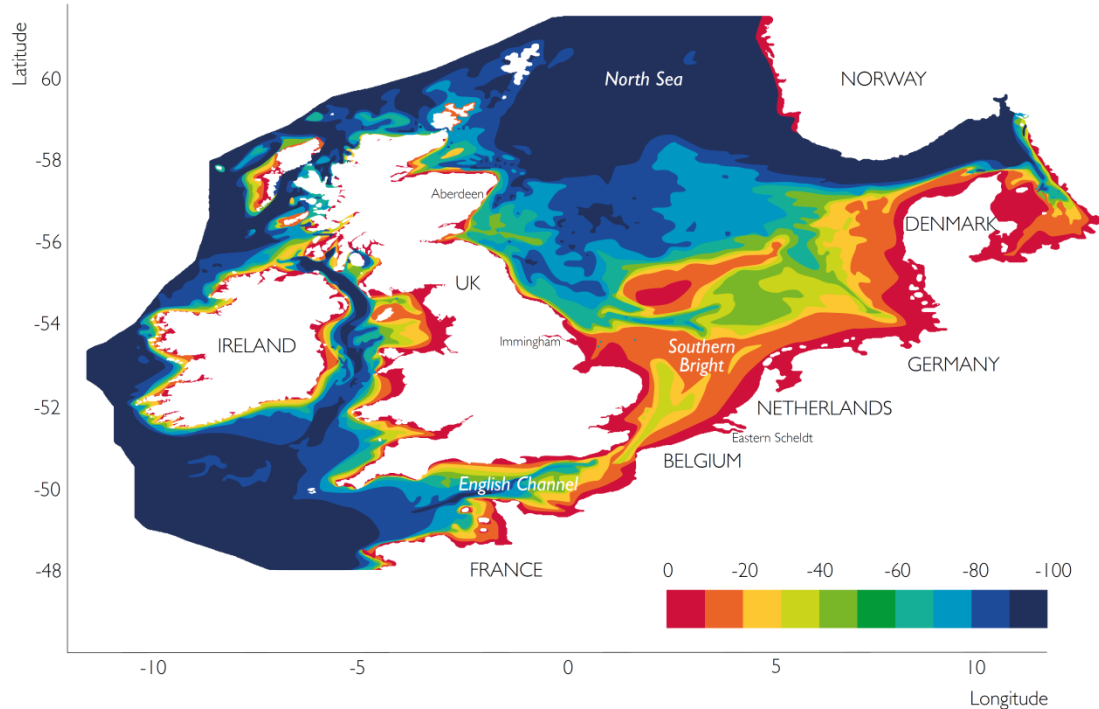 Latitude
60
-58
-56
-54
-52
-50
-48
North Sea
NORWAY
Aberdeen
DENMARK
UK
IRELAND
Immingham
Southern
Bright
GERMANY
NETHERLANDS
Eastern Scheldt
BELGIUM
English Channel
FRANCE
0 -20 -40 -60 -80 -100
-10 -5 0 5 10
Longitude